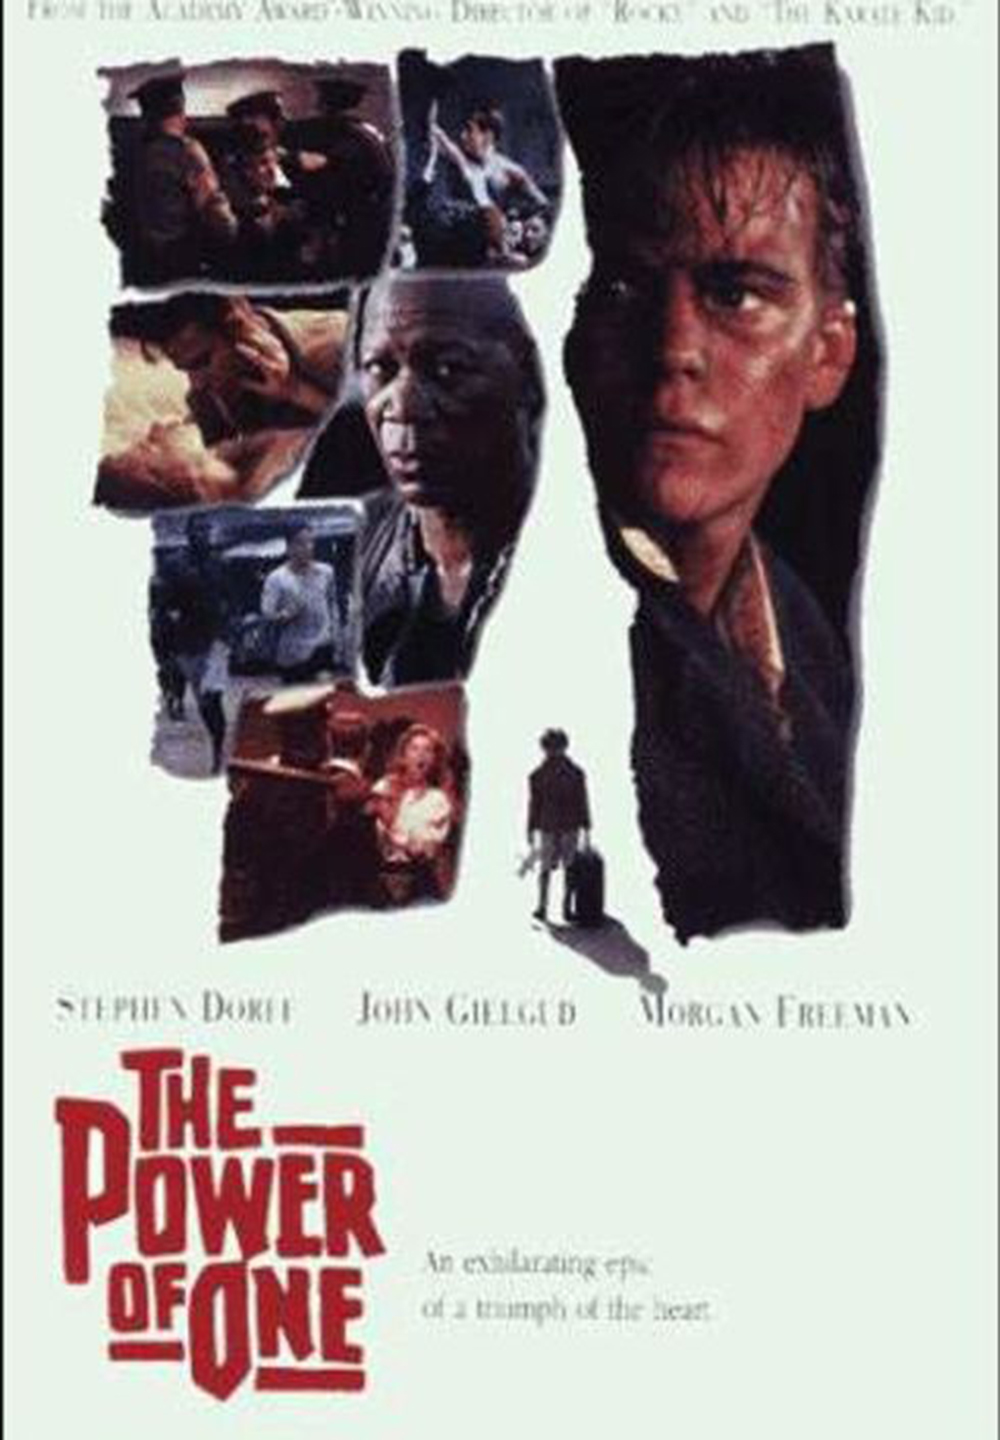 FROM THE ACADEMY AWARD-WINNING DIRECTOR OF "ROCKY" AND "THE KARATE KID."
STEPHEN DORFF JOHN GIELGUD MORGAN FREEMAN
THE
POWER
OF ONE
An exhilarating epic
of a triumph of the heart.